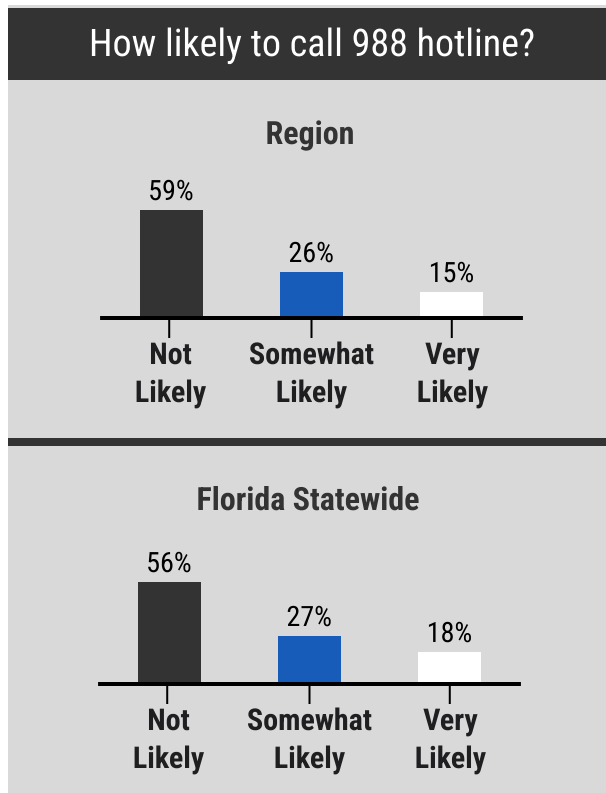 How likely to call 988 hotline?
Region
59%
26%
15%
Not Likely
Somewhat Likely
Very Likely
Florida Statewide
56%
27%
18%
Not Likely
Somewhat Likely
Very Likely